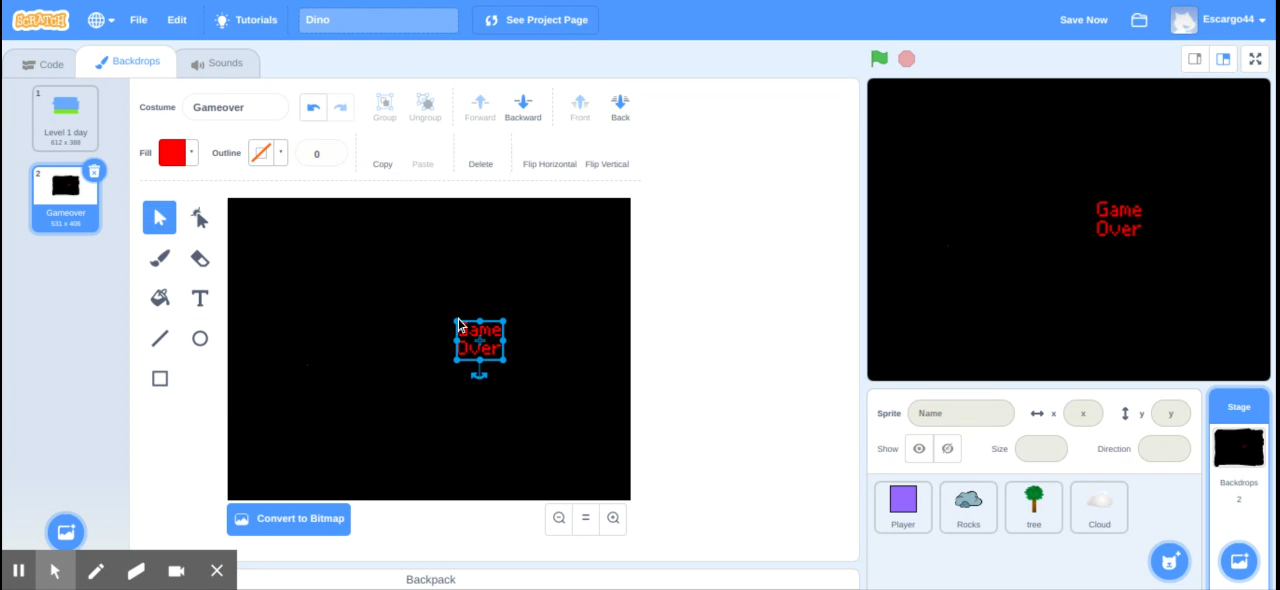 SCRATCH File Edit Tutorials Dino See Project Page Save Now Escargot44
Code Backdrops Sounds
1
Level 1 day
612 x 388
2
Gameover
531 x 406
Costume Gameover Group Ungroup Forward Backward Front Back
Fill Outline 0 Copy Paste Delete Flip Horizontal Flip Vertical
Game
Over
Convert to Bitmap
Backpack
Game
Over
Sprite Name x x y y
Show Size Direction
Player Rocks tree Cloud
Stage
Backdrops
2